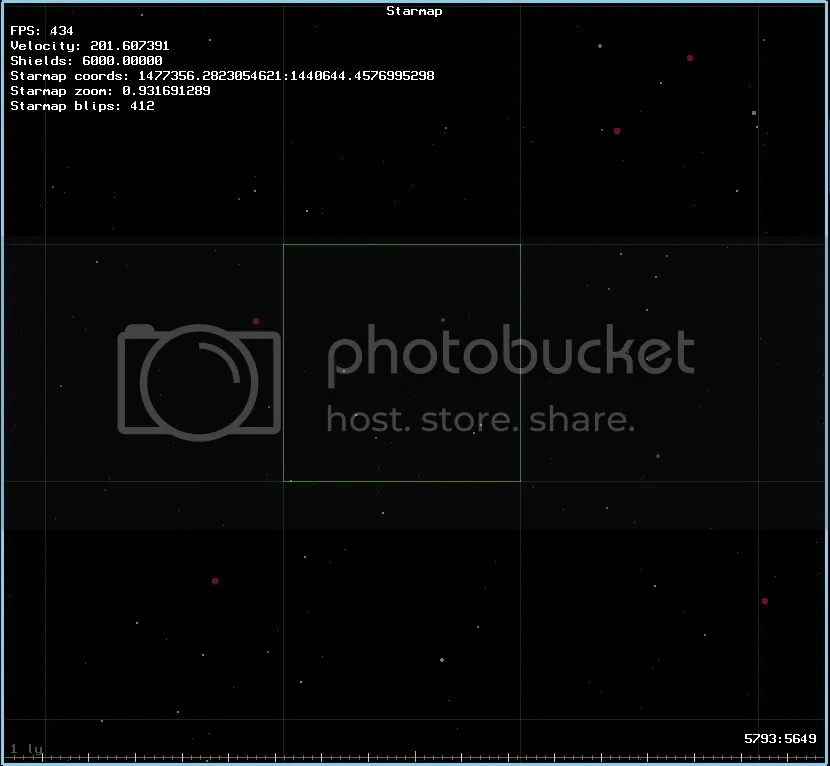 Starmap
FPS: 434
Velocity: 201.607391
Shields: 6000.00000
Starmap coords: 1477356.2823054621:1440644.4576995298
Starmap zoom: 0.931691289
Starmap blips: 412
photobucket
host. store. share.
5793:5649
1 ly